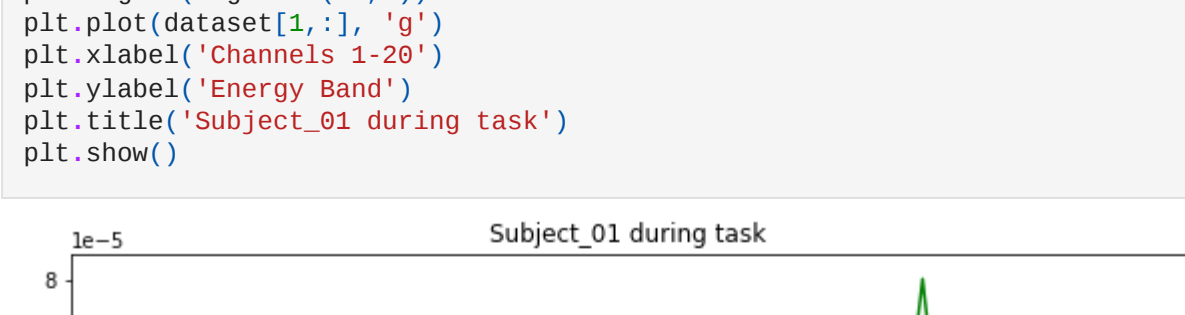 plt.plot(dataset[1,:], 'g')
plt.xlabel('Channels 1-20')
plt.ylabel('Energy Band')
plt.title('Subject_01 during task')
plt.show()
1e−5
Subject_01 during task
8